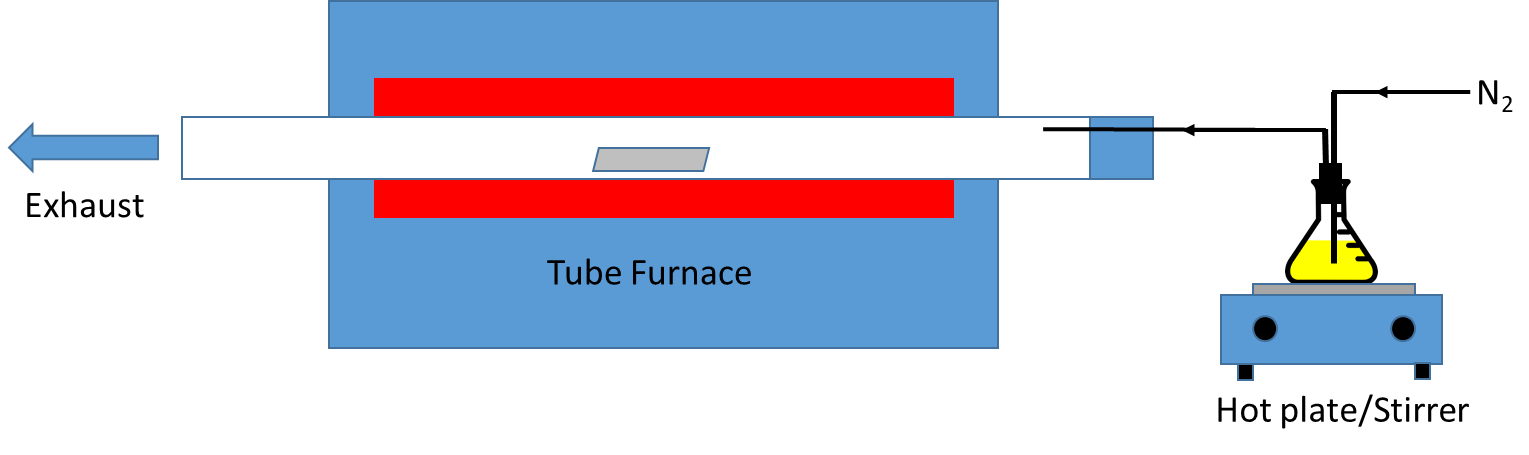 N₂
Exhaust
Tube Furnace
Hot plate/Stirrer